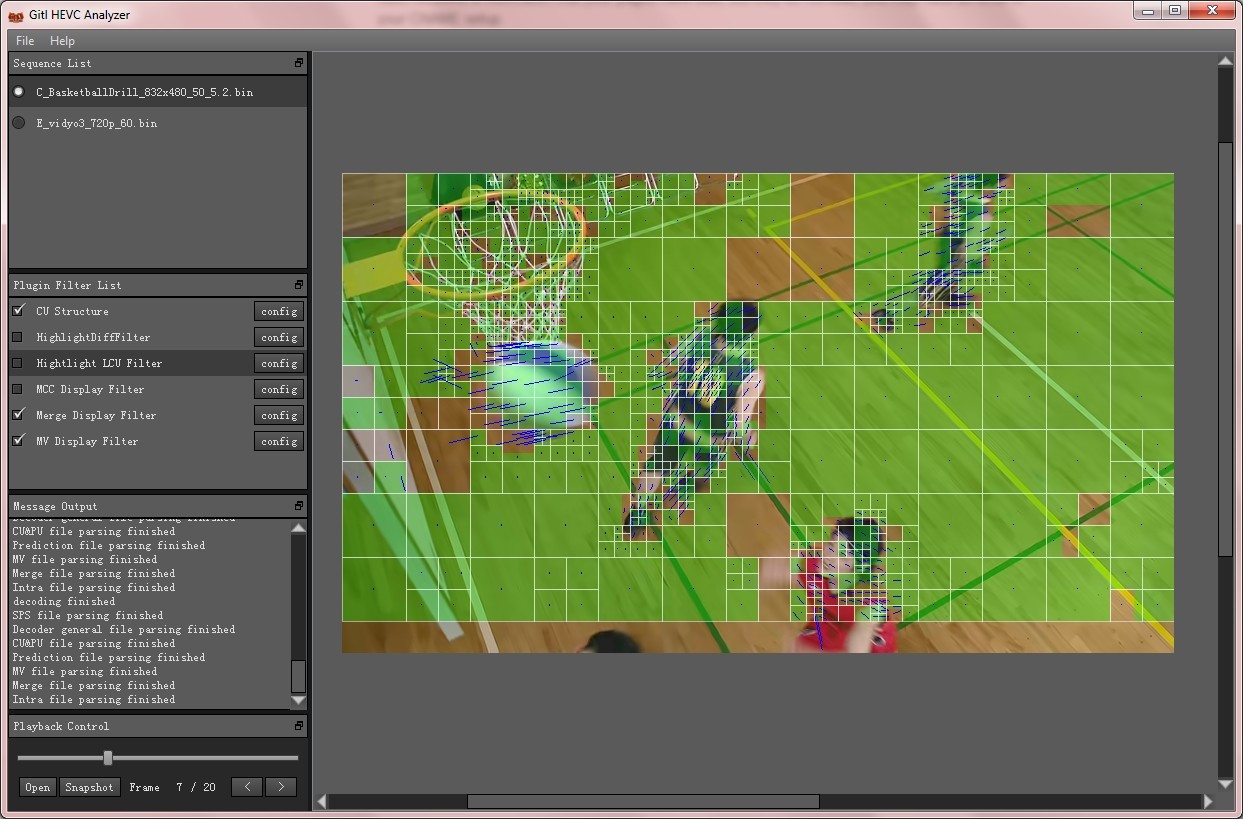 Gitl HEVC Analyzer
File Help
Sequence List
C_BasketballDrill_832x480_50_5.2.bin
E_vidyo3_720p_60.bin
Plugin Filter List
CU Structure config
HighlightDiffFilter config
Hightlight LCU Filter config
MCC Display Filter config
Merge Display Filter config
MV Display Filter config
Message Output
Decoder general file parsing finished
CU&PU file parsing finished
Prediction file parsing finished
MV file parsing finished
Merge file parsing finished
Intra file parsing finished
decoding finished
SPS file parsing finished
Decoder general file parsing finished
CU&PU file parsing finished
Prediction file parsing finished
MV file parsing finished
Merge file parsing finished
Intra file parsing finished
Playback Control
Open Snapshot Frame 7 / 20 < >